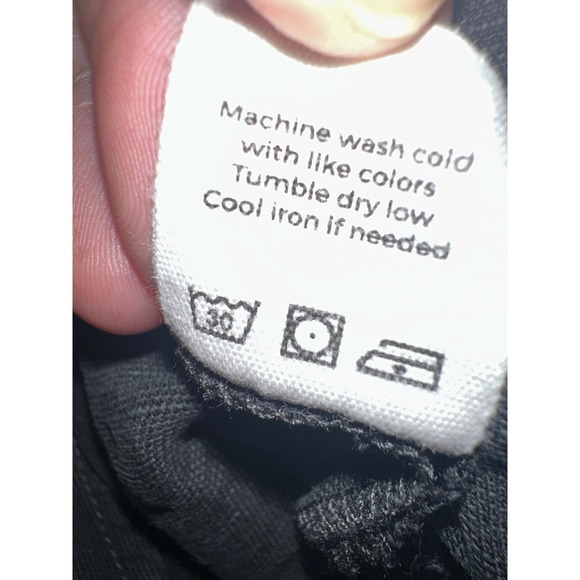 Machine wash cold
with like colors
Tumble dry low
Cool iron if needed
30